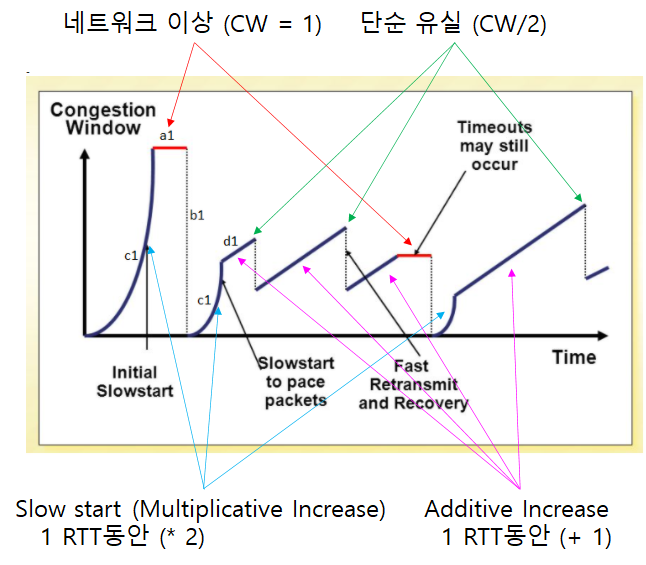 네트워크 이상 (CW = 1)
단순 유실 (CW/2)
Congestion
Window
a1
Timeouts
may still
occur
b1
d1
c1
c1
Time
Initial
Slowstart
Slowstart
to pace
packets
Fast
Retransmit
and Recovery
Slow start (Multiplicative Increase)
1 RTT동안 (* 2)
Additive Increase
1 RTT동안 (+ 1)